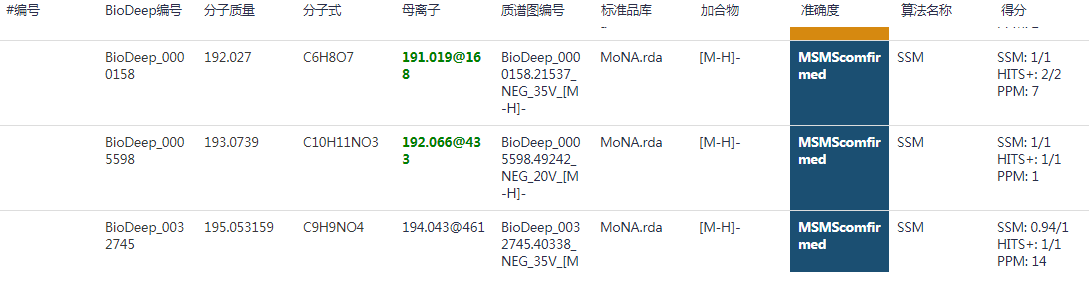 #编号 BioDeep编号 分子质量 分子式 母离子 质谱图编号 标准品库 加合物 准确度 算法名称 得分
BioDeep_000 192.027 C6H8O7 191.019@16 BioDeep_000 MoNA.rda [M-H]- MSMScomfir SSM SSM: 1/1
0158 8 0158.21537_ med HITS+: 2/2
NEG_35V_[M PPM: 7
-H]-
BioDeep_000 193.0739 C10H11NO3 192.066@43 BioDeep_000 MoNA.rda [M-H]- MSMScomfir SSM SSM: 1/1
5598 3 5598.49242_ med HITS+: 1/1
NEG_20V_[M PPM: 1
-H]-
BioDeep_003 195.053159 C9H9NO4 194.043@461 BioDeep_003 MoNA.rda [M-H]- MSMScomfir SSM SSM: 0.94/1
2745 2745.40338_ med HITS+: 1/1
NEG_35V_[M PPM: 14